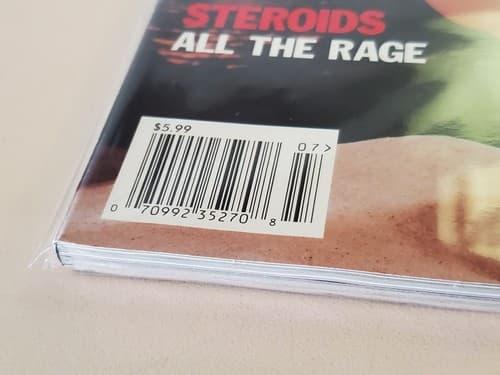 STEROIDS
ALL THE RAGE
$5.99
07>
0 70992 35270 8